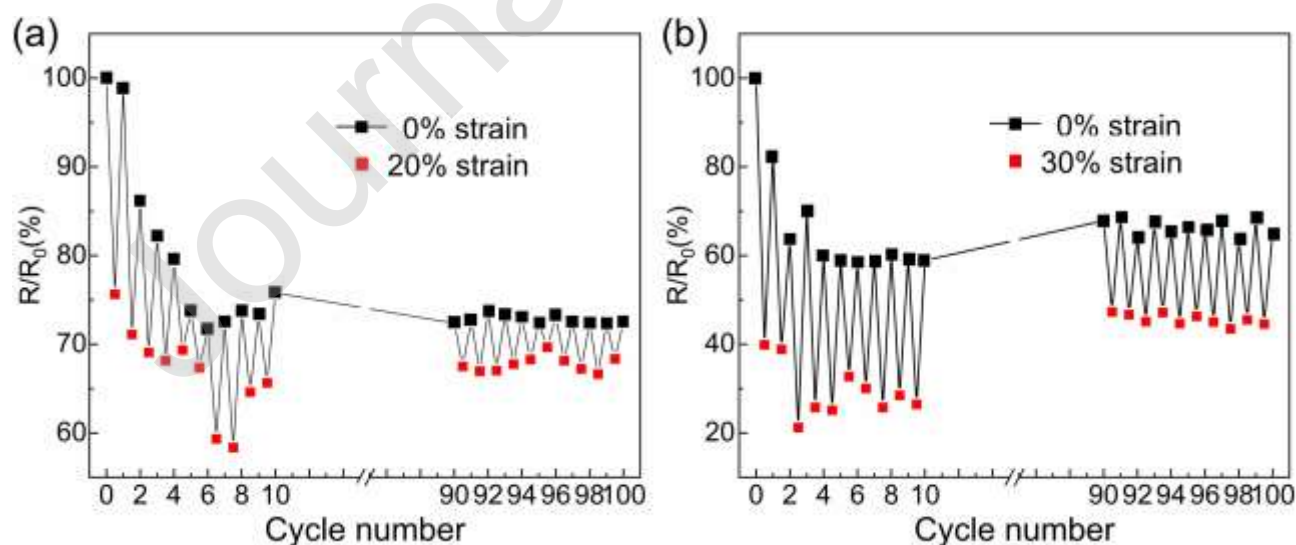 (a)
R/R0(%)
100
90
80
70
60
0% strain
20% strain
0 2 4 6 8 10 90 92 94 96 98 100
Cycle number
(b)
R/R0(%)
100
80
60
40
20
0% strain
30% strain
0 2 4 6 8 10 90 92 94 96 98 100
Cycle number
Journa